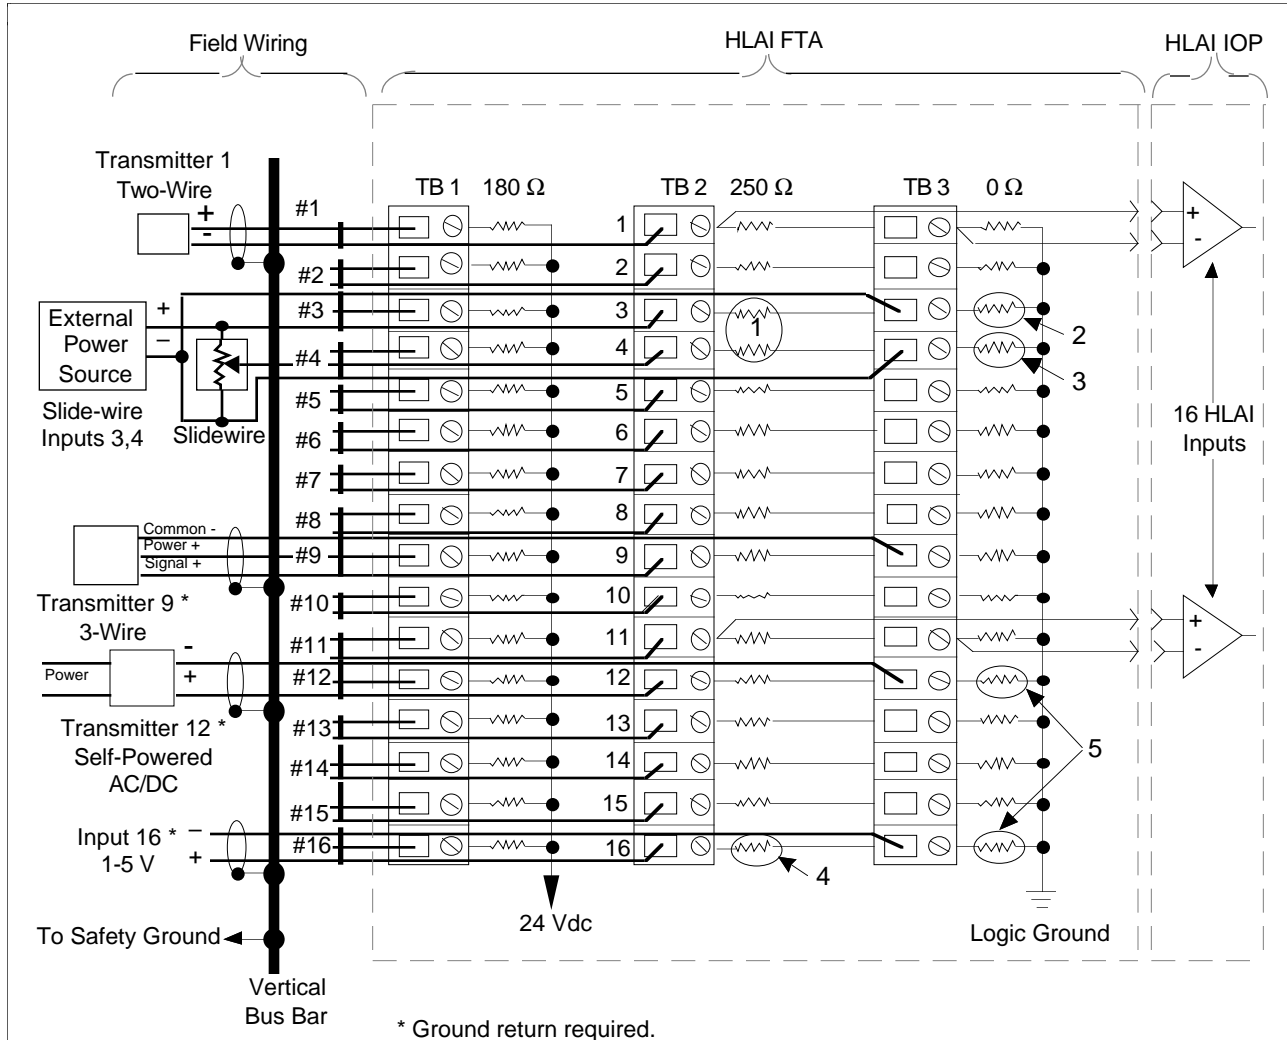 Field Wiring
HLAI FTA
HLAI IOP
Transmitter 1
Two-Wire
+
-
TB 1
180 Ω
TB 2
250 Ω
TB 3
0 Ω
#1
1
+
-
#2
2
External
Power
Source
+
–
#3
3
1
2
#4
4
3
Slide-wire
Inputs 3,4
Slidewire
#5
5
#6
6
16 HLAI
Inputs
#7
7
#8
8
Common -
Power +
Signal +
#9
9
Transmitter 9 *
3-Wire
#10
10
#11
11
+
-
Power
-
+
#12
12
Transmitter 12 *
Self-Powered
AC/DC
#13
13
#14
14
5
#15
15
Input 16 *
1-5 V
–
+
#16
16
4
24 Vdc
Logic Ground
To Safety Ground
Vertical
Bus Bar
* Ground return required.